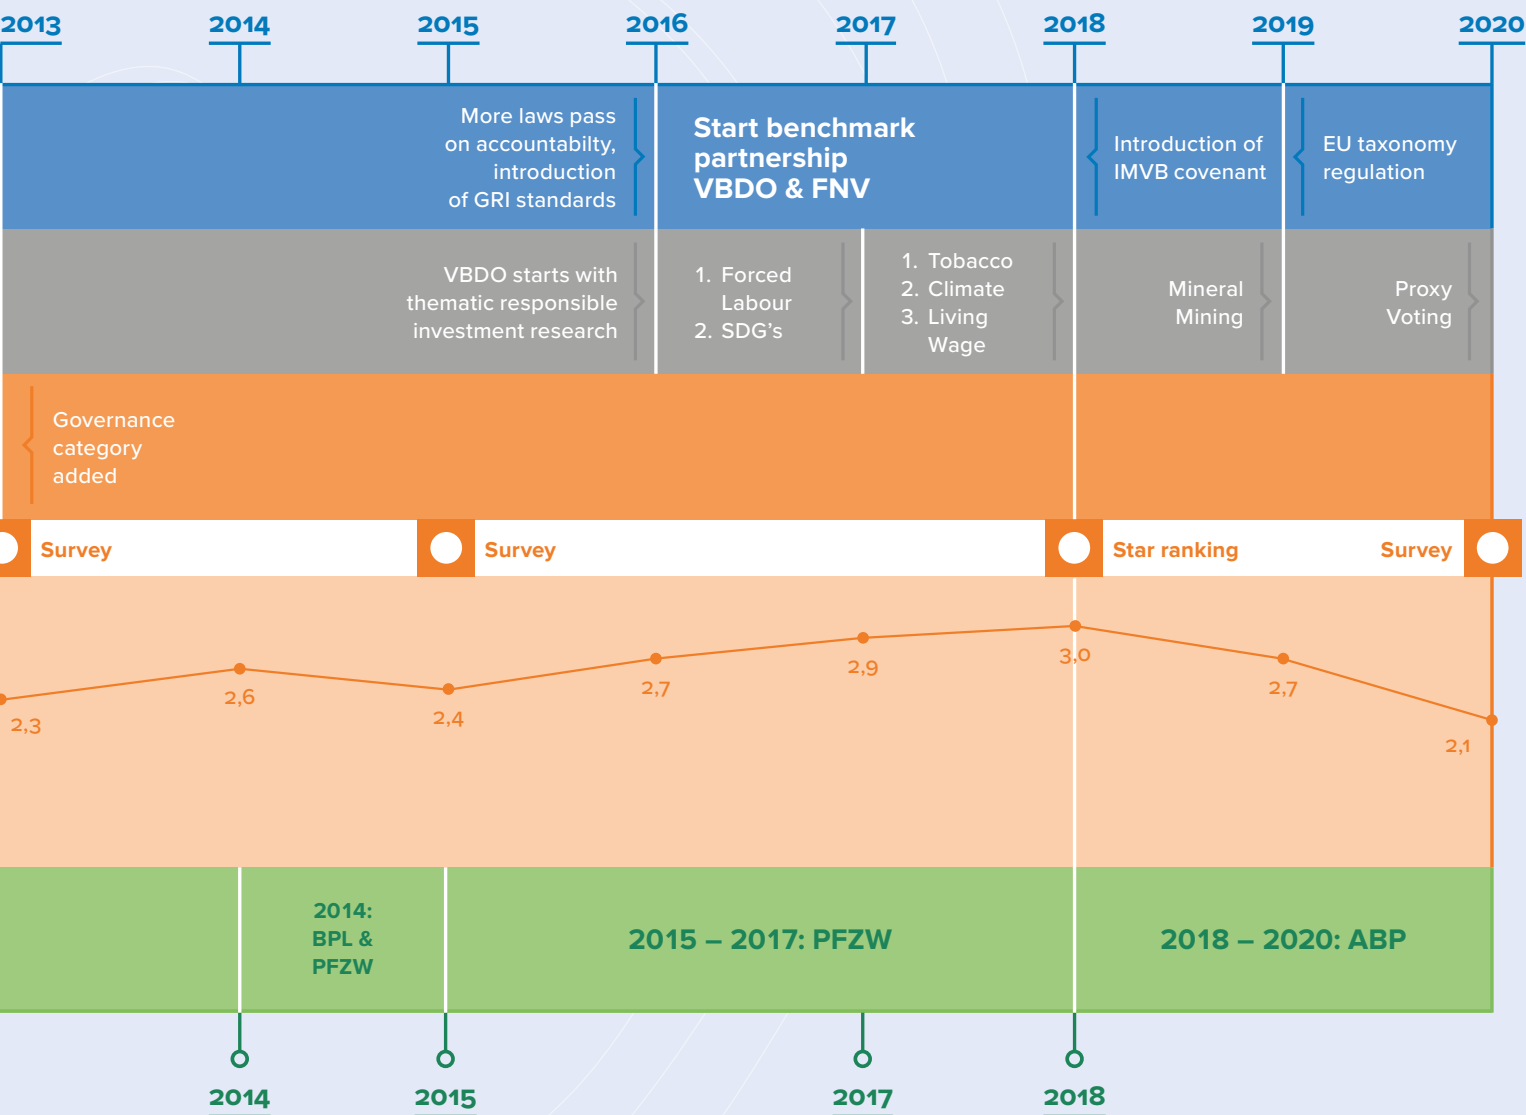 2013
2014
2015
2016
2017
2018
2019
2020
More laws pass
on accountabilty,
introduction
of GRI standards
Start benchmark
partnership
VBDO & FNV
Introduction of
IMVB covenant
EU taxonomy
regulation
VBDO starts with
thematic responsible
investment research
1. Forced
Labour
2. SDG's
1. Tobacco
2. Climate
3. Living
Wage
Mineral
Mining
Proxy
Voting
Governance
category
added
Survey
Survey
Star ranking
Survey
2,3
2,6
2,4
2,7
2,9
3,0
2,7
2,1
2014:
BPL &
PFZW
2015 – 2017: PFZW
2018 – 2020: ABP
2014
2015
2017
2018